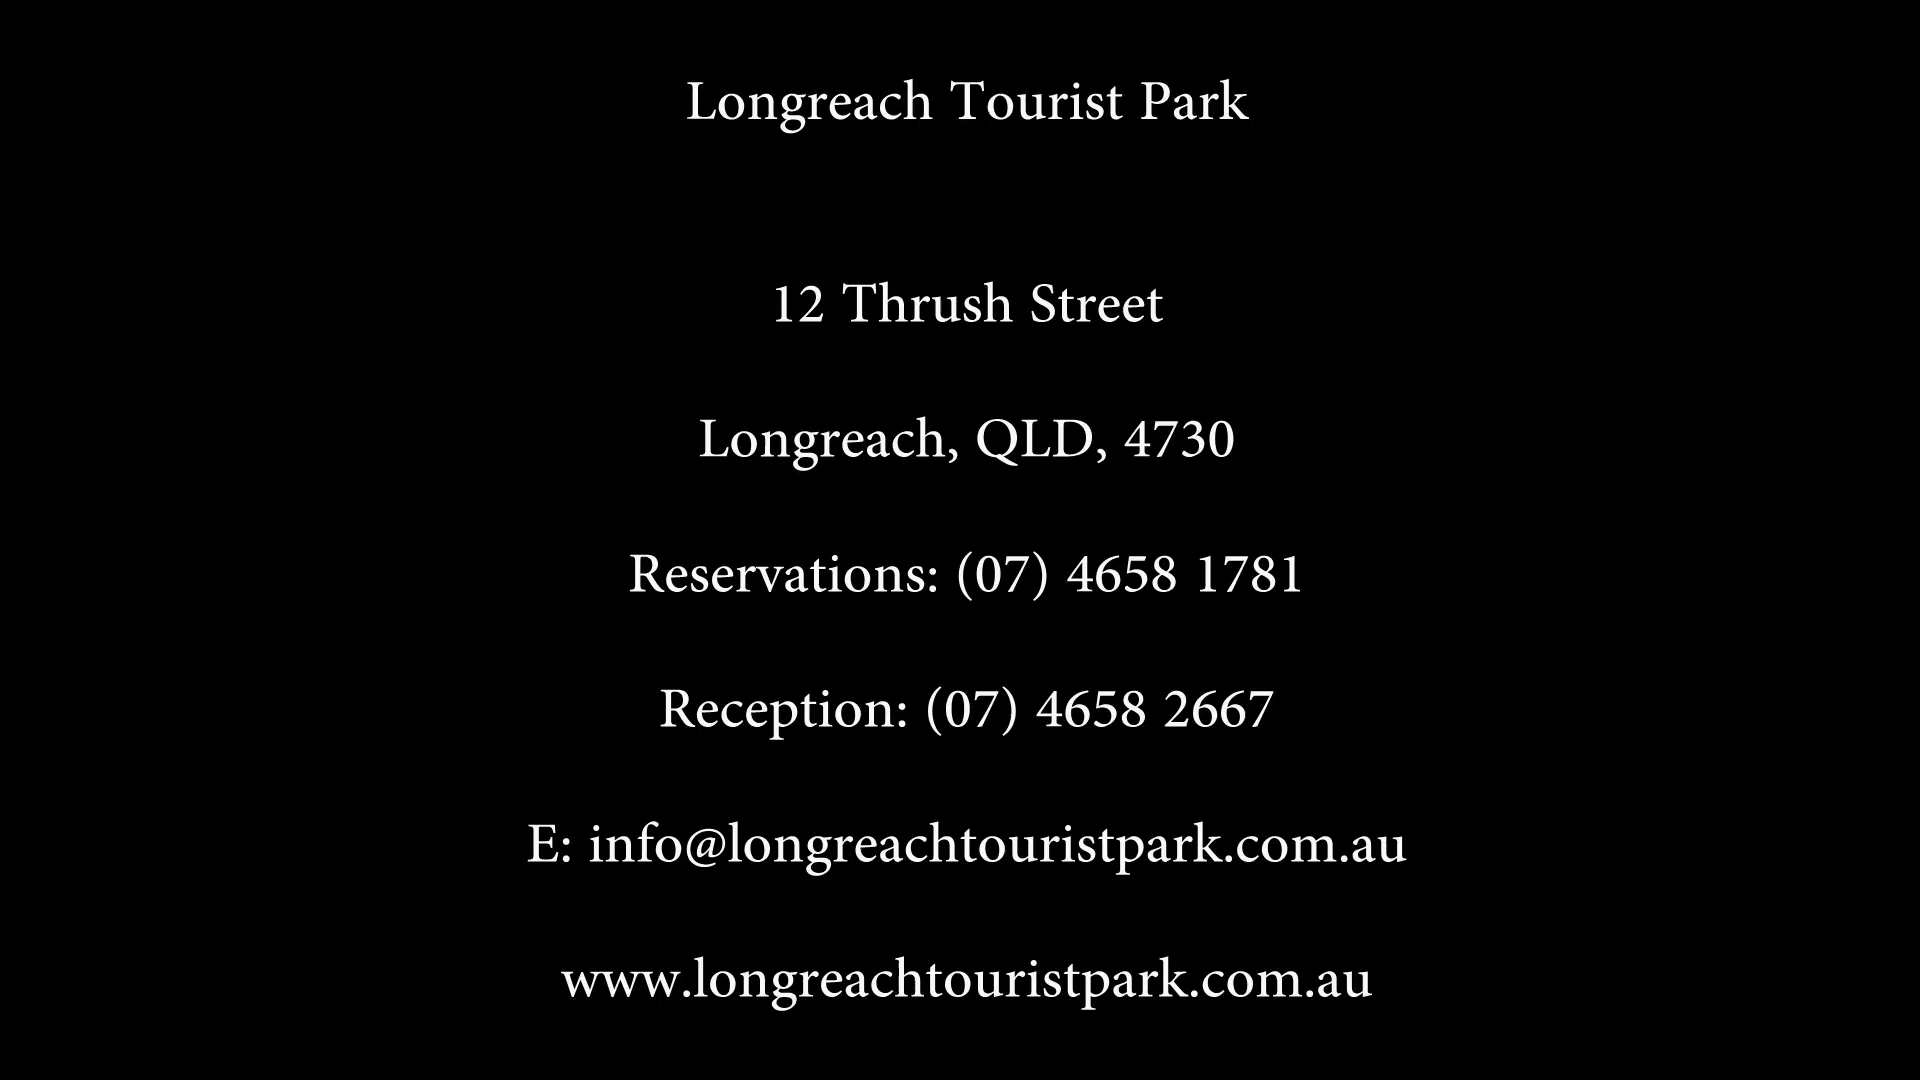 Longreach Tourist Park
12 Thrush Street
Longreach, QLD, 4730
Reservations: (07) 4658 1781
Reception: (07) 4658 2667
E: info@longreachtouristpark.com.au
www.longreachtouristpark.com.au